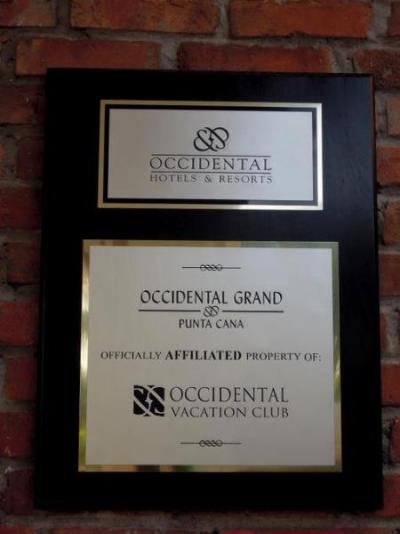 OCCIDENTAL
HOTELS & RESORTS
OCCIDENTAL GRAND
PUNTA CANA
OFFICIALLY AFFILIATED PROPERTY OF:
OCCIDENTAL
VACATION CLUB